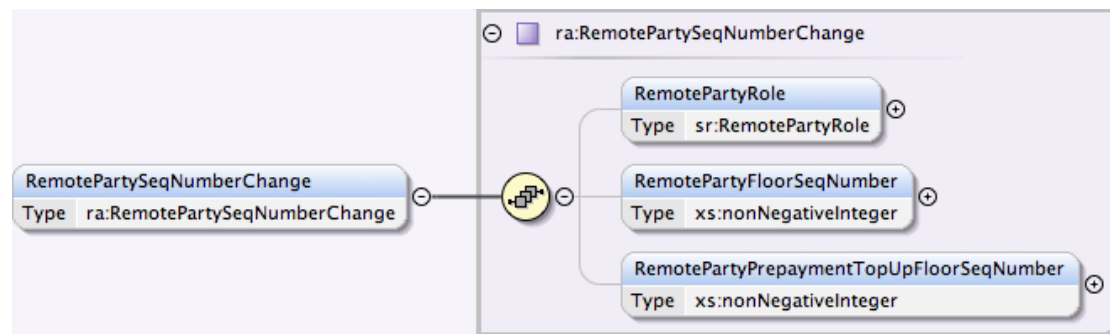 ra:RemotePartySeqNumberChange
RemotePartyRole
Type sr:RemotePartyRole
RemotePartySeqNumberChange
Type ra:RemotePartySeqNumberChange
RemotePartyFloorSeqNumber
Type xs:nonNegativeInteger
RemotePartyPrepaymentTopUpFloorSeqNumber
Type xs:nonNegativeInteger